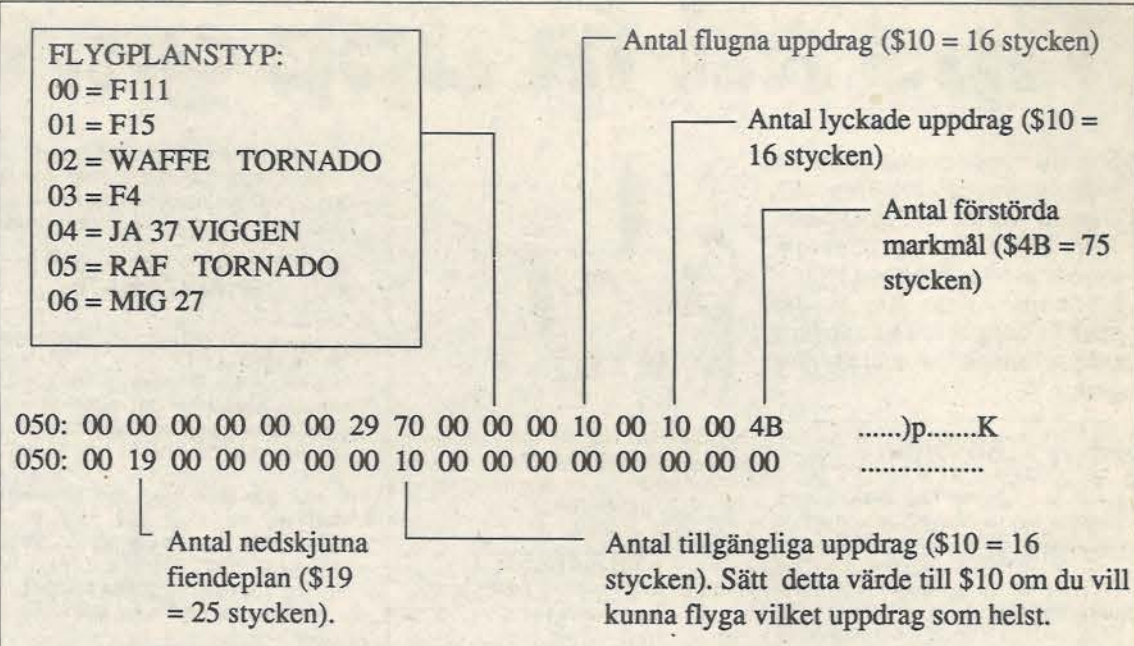 FLYGPLANSTYP:
00 = F111
01 = F15
02 = WAFFE TORNADO
03 = F4
04 = JA 37 VIGGEN
05 = RAF TORNADO
06 = MIG 27
Antal flugna uppdrag ($10 = 16 stycken)
Antal lyckade uppdrag ($10 =
16 stycken)
Antal förstörda
markmål ($4B = 75
stycken)
050: 00 00 00 00 00 00 29 70 00 00 00 10 00 10 00 4B ......)p.......K
050: 00 19 00 00 00 00 00 10 00 00 00 00 00 00 00 00 .................
Antal nedskjutna
fiendeplan ($19
= 25 stycken).
Antal tillgängliga uppdrag ($10 = 16
stycken). Sätt detta värde till $10 om du vill
kunna flyga vilket uppdrag som helst.